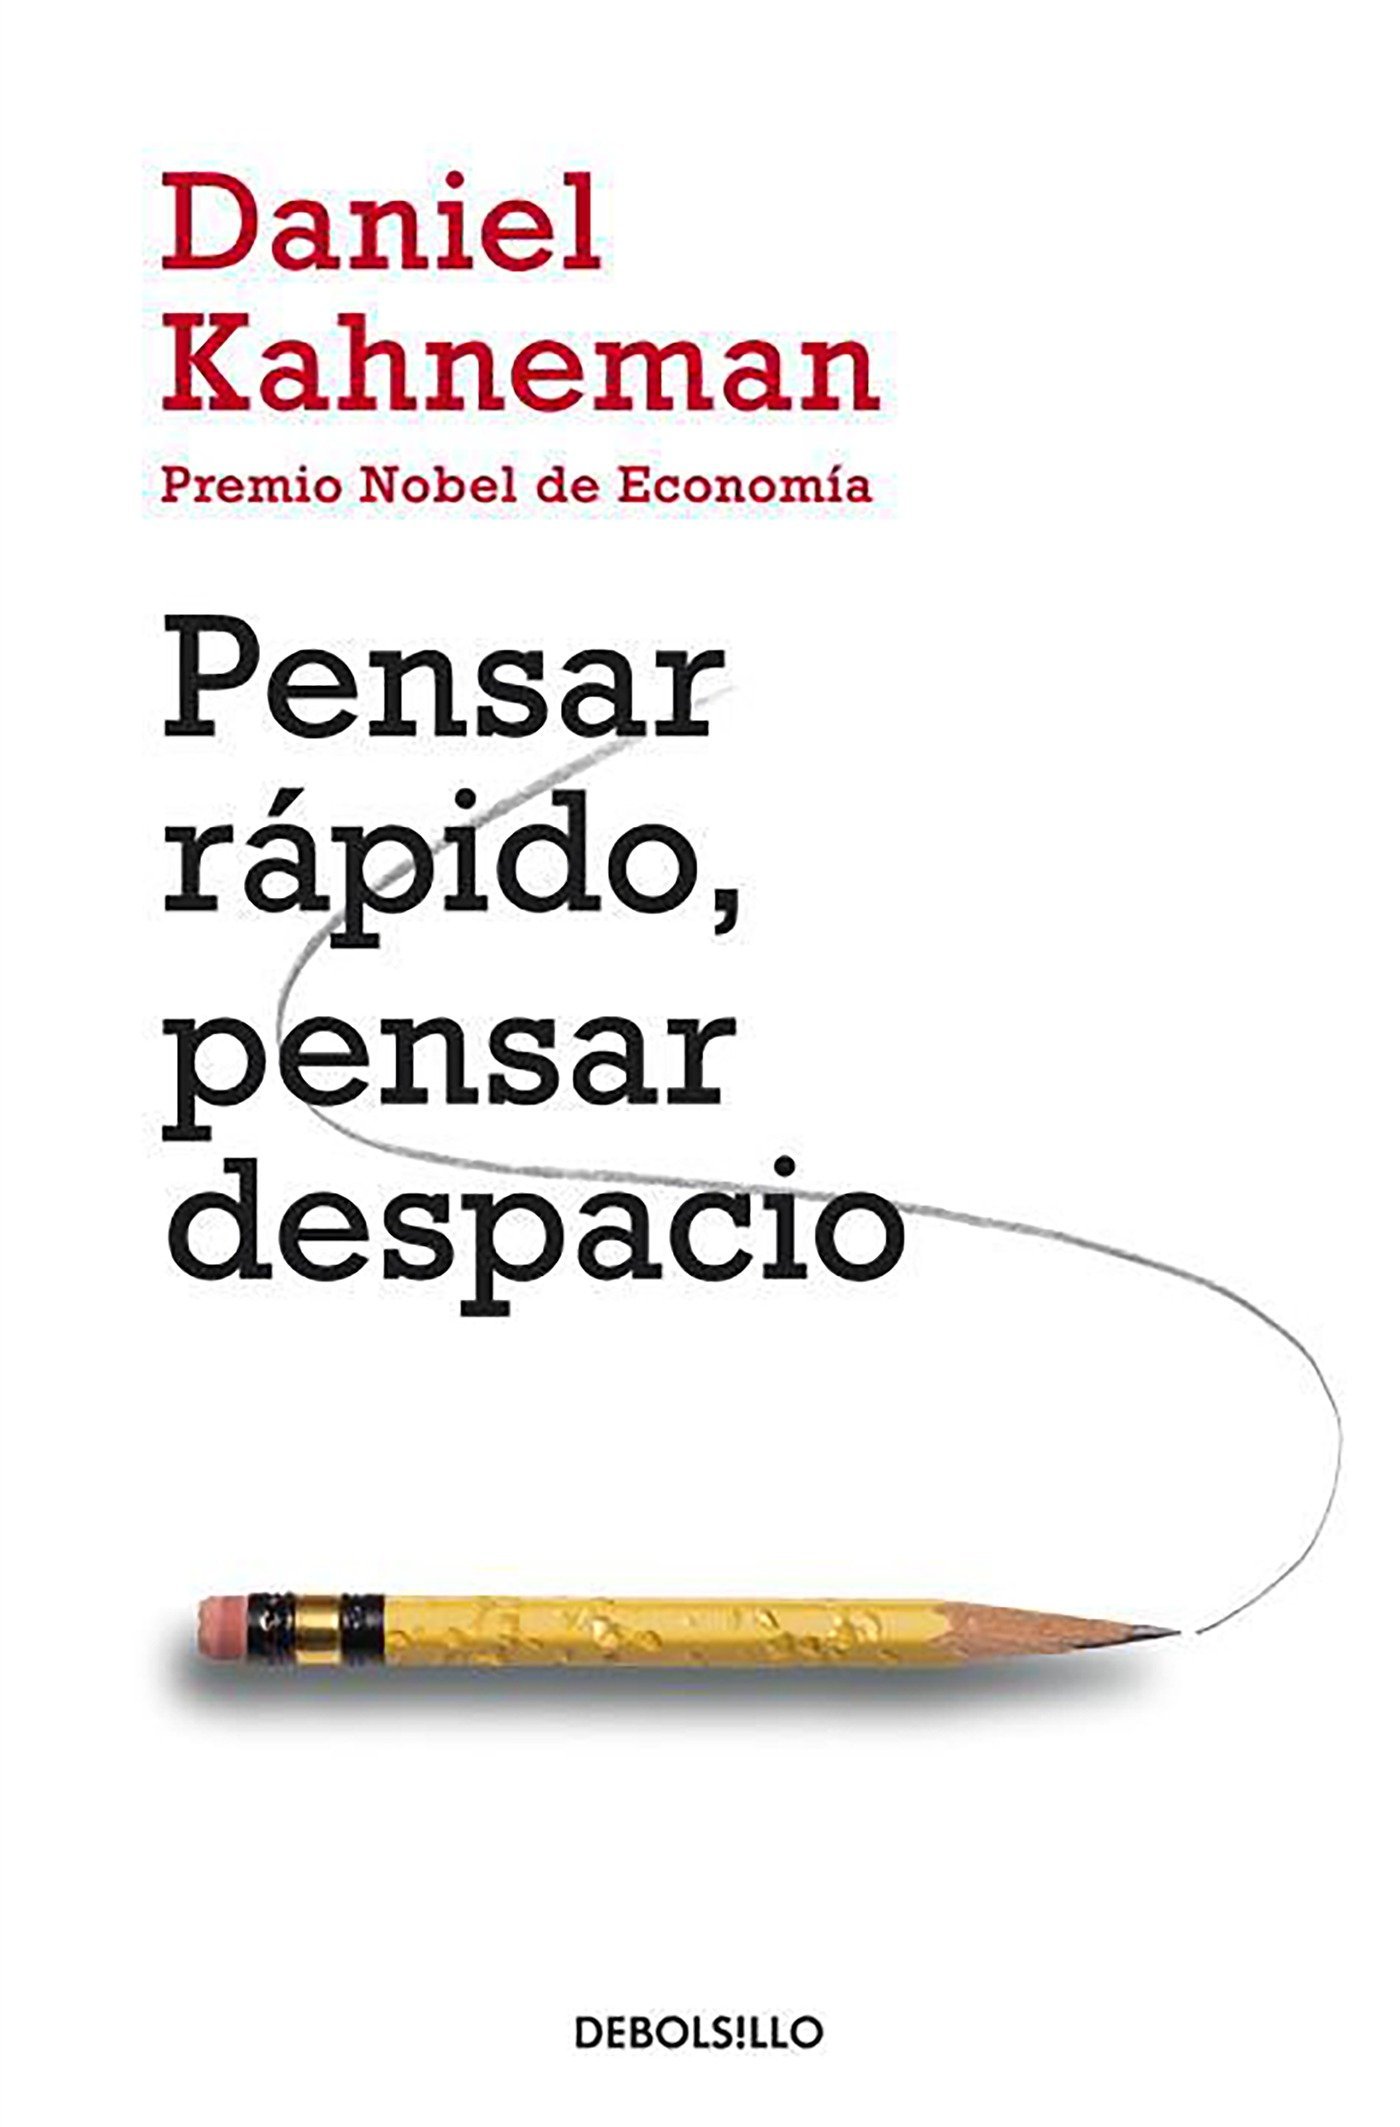 Daniel
Kahneman
Premio Nobel de Economía
Pensar
rápido,
pensar
despacio
DEBOLS!LLO